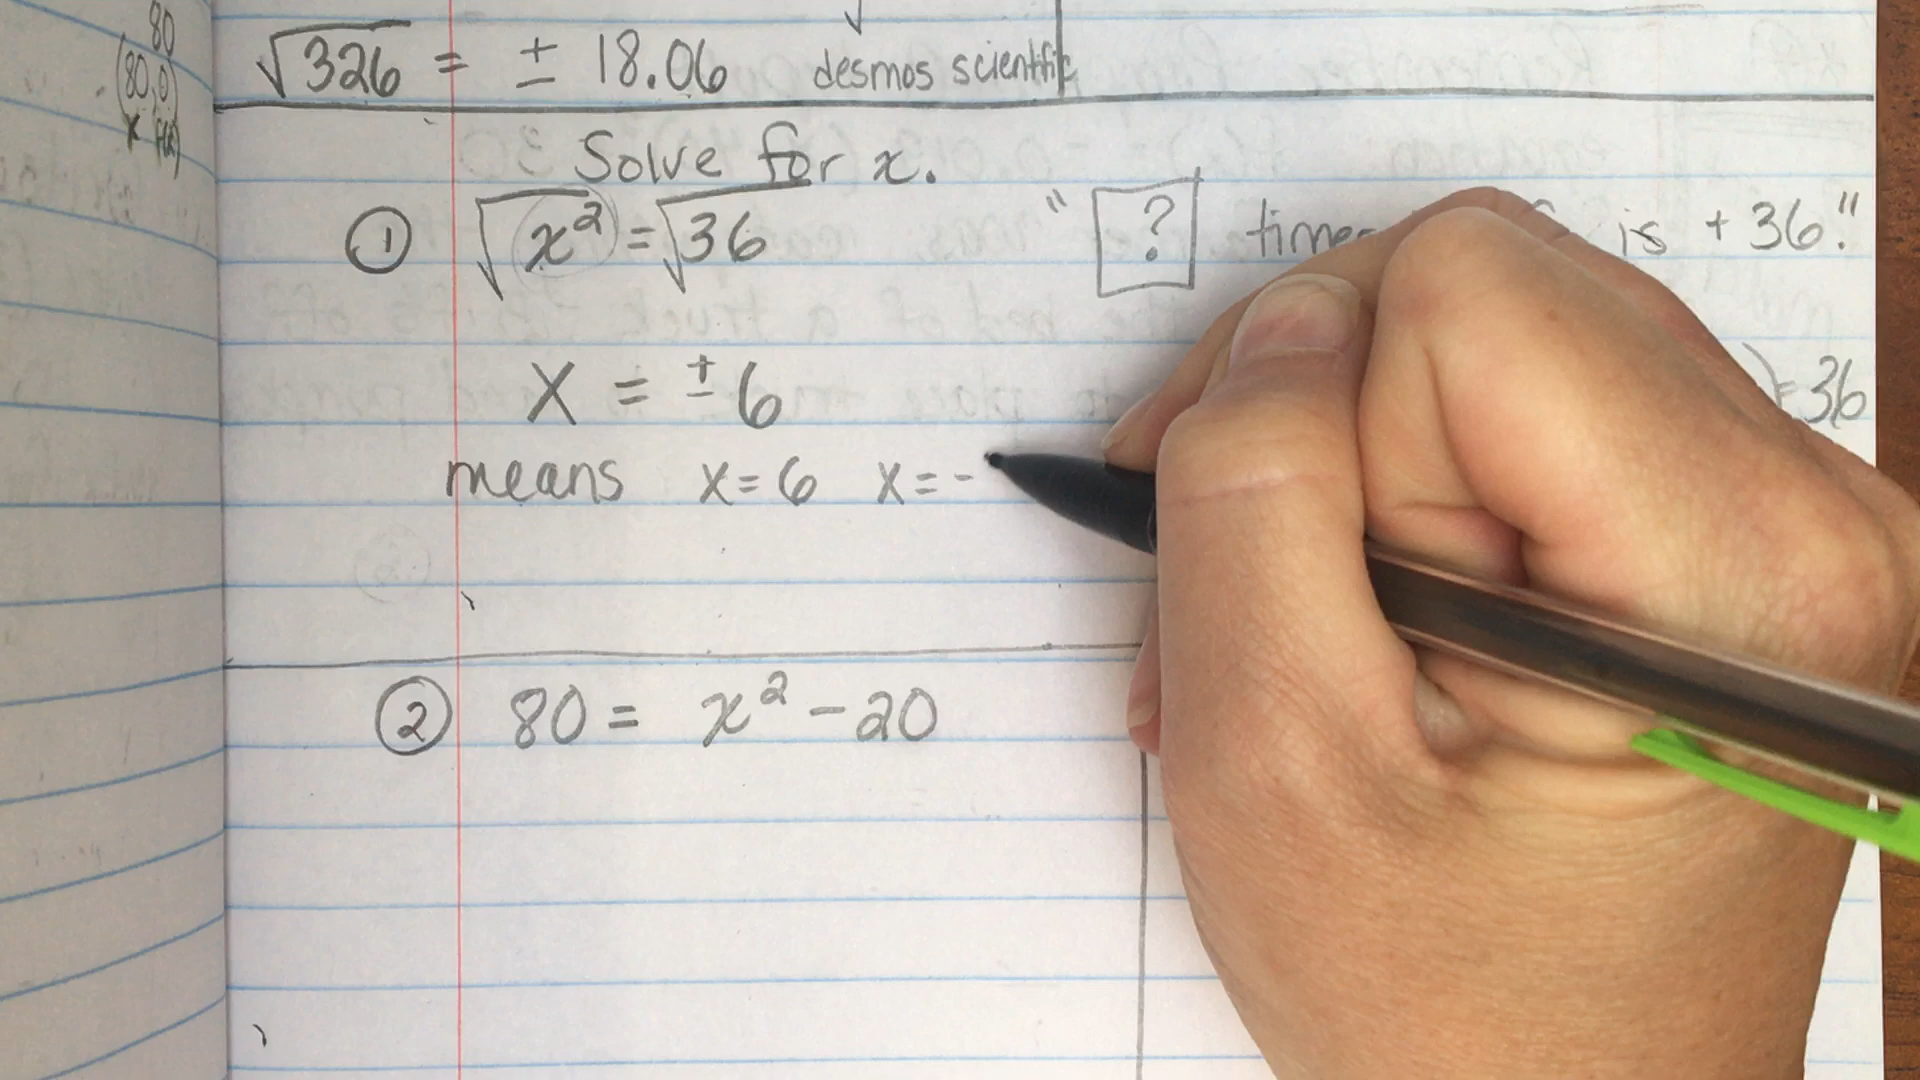 80
(80,0)
x f(x)
√326 = ± 18.06 desmos scientific
Solve for x.
① √x² = √36
"? times is +36."
x = ± 6
) = 36
means x = 6 x = -
② 80 = x² - 20